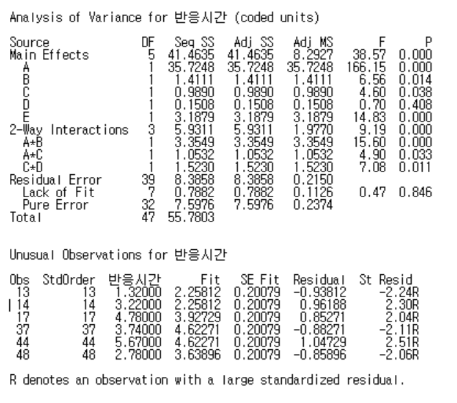 Analysis of Variance for 반응시간 (coded units)
Source DF Seq SS Adj SS Adj MS F P
Main Effects 5 41.4635 41.4635 8.2927 38.57 0.000
A 1 35.7248 35.7248 35.7248 166.15 0.000
B 1 1.4111 1.4111 1.4111 6.56 0.014
C 1 0.9890 0.9890 0.9890 4.60 0.038
D 1 0.1508 0.1508 0.1508 0.70 0.408
E 1 3.1879 3.1879 3.1879 14.83 0.000
2-Way Interactions 3 5.9311 5.9311 1.9770 9.19 0.000
A*B 1 3.3549 3.3549 3.3549 15.60 0.000
A*C 1 1.0532 1.0532 1.0532 4.90 0.033
C*D 1 1.5230 1.5230 1.5230 7.08 0.011
Residual Error 39 8.3858 8.3858 0.2150
Lack of Fit 7 0.7882 0.7882 0.1126 0.47 0.846
Pure Error 32 7.5976 7.5976 0.2374
Total 47 55.7803
Unusual Observations for 반응시간
Obs StdOrder 반응시간 Fit SE Fit Residual St Resid
13 13 1.32000 2.25812 0.20079 -0.93812 -2.24R
14 14 3.22000 2.25812 0.20079 0.96188 2.30R
17 17 4.78000 3.92729 0.20079 0.85271 2.04R
37 37 3.74000 4.62271 0.20079 -0.88271 -2.11R
44 44 5.67000 4.62271 0.20079 1.04729 2.51R
48 48 2.78000 3.63896 0.20079 -0.85896 -2.06R
R denotes an observation with a large standardized residual.